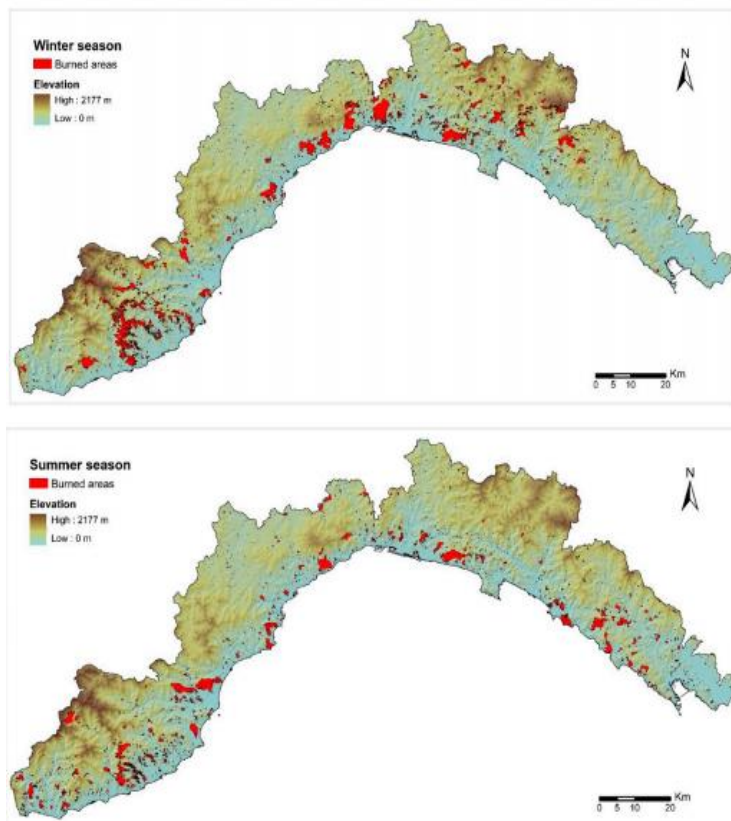 Winter season
Burned areas
Elevation
High : 2177 m
Low : 0 m
N
Km
0 5 10 20
Summer season
Burned areas
Elevation
High : 2177 m
Low : 0 m
N
Km
0 5 10 20